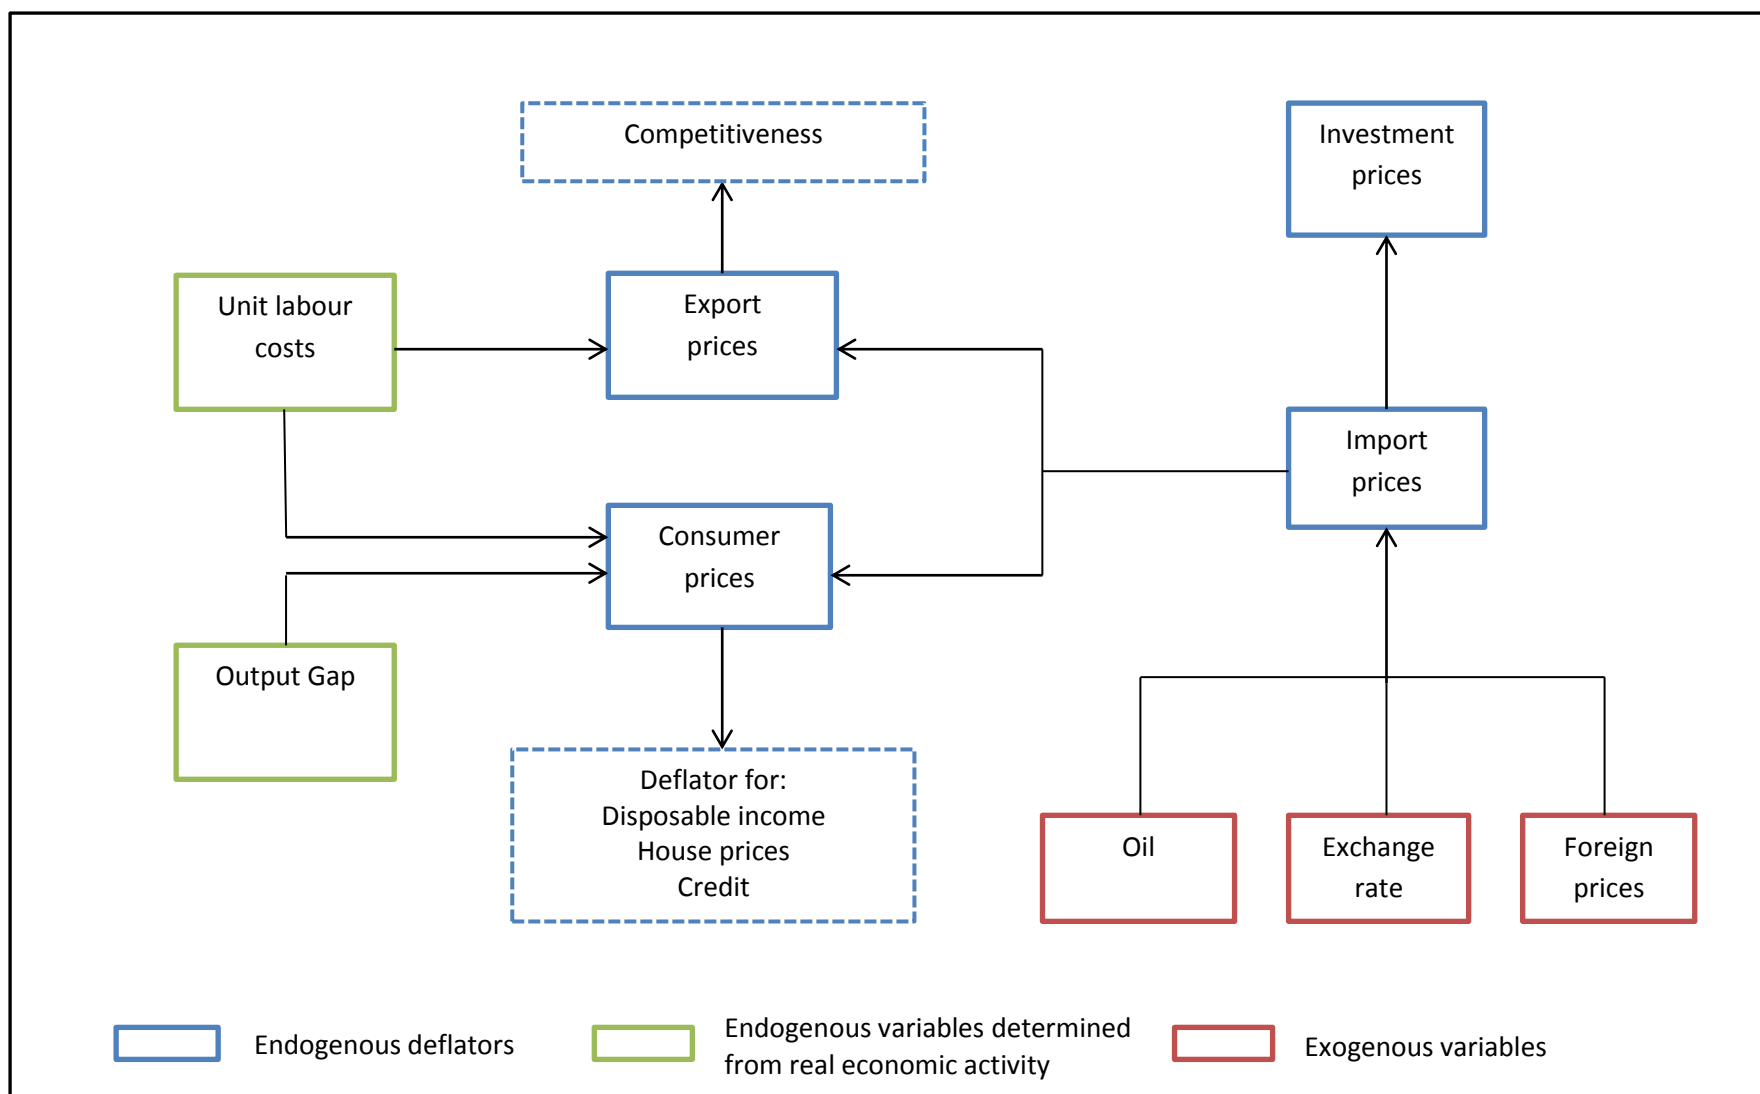 Competitiveness
Investment
prices
Unit labour
costs
Export
prices
Import
prices
Consumer
prices
Output Gap
Deflator for:
Disposable income
House prices
Credit
Oil
Exchange
rate
Foreign
prices
Endogenous deflators
Endogenous variables determined
from real economic activity
Exogenous variables